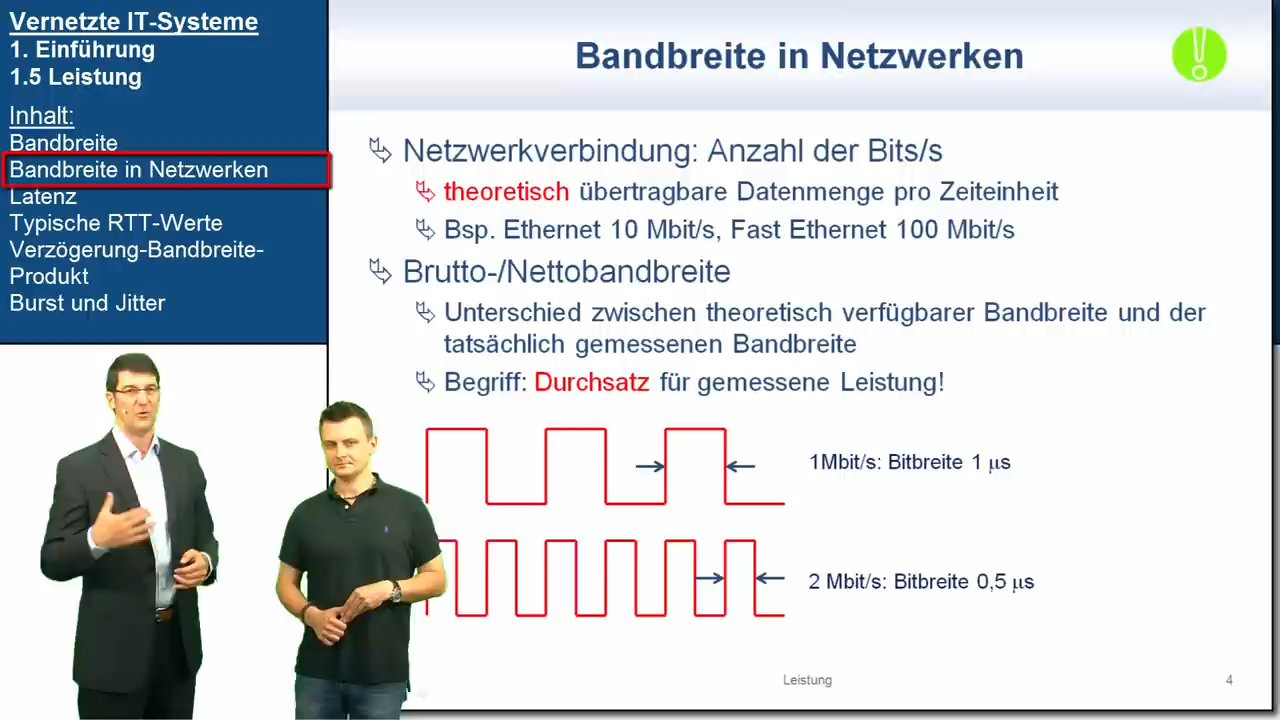 Vernetzte IT-Systeme
1. Einführung
1.5 Leistung
Inhalt:
Bandbreite
Bandbreite in Netzwerken
Latenz
Typische RTT-Werte
Verzögerung-Bandbreite-
Produkt
Burst und Jitter
Bandbreite in Netzwerken
Netzwerkverbindung: Anzahl der Bits/s
theoretisch übertragbare Datenmenge pro Zeiteinheit
Bsp. Ethernet 10 Mbit/s, Fast Ethernet 100 Mbit/s
Brutto-/Nettobandbreite
Unterschied zwischen theoretisch verfügbarer Bandbreite und der
tatsächlich gemessenen Bandbreite
Begriff: Durchsatz für gemessene Leistung!
1Mbit/s: Bitbreite 1 µs
2 Mbit/s: Bitbreite 0,5 µs
Leistung
4